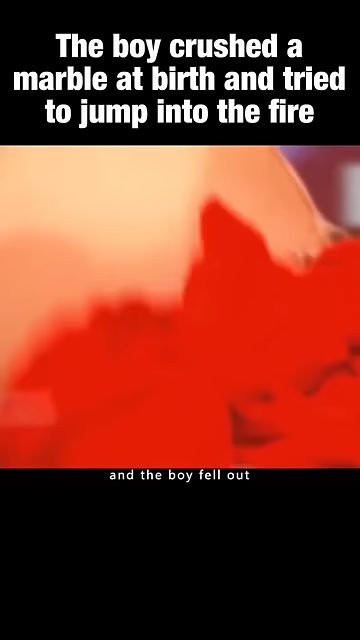 The boy crushed a
marble at birth and tried
to jump into the fire
and the boy fell out